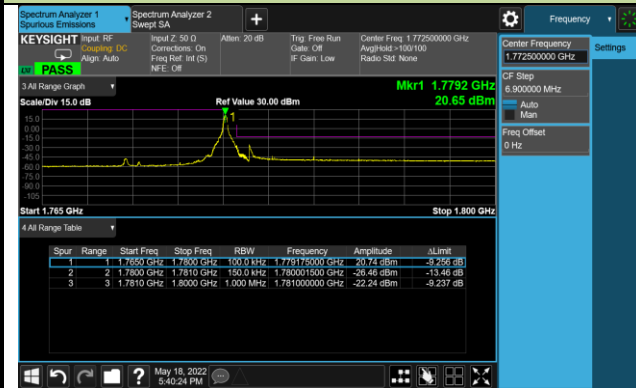 Spectrum Analyzer 1
Spurious Emissions
Spectrum Analyzer 2
Swept SA
+
Frequency
KEYSIGHT
Input: RF
Coupling: DC
Align: Auto
Input Z: 50 Ω
Corrections: On
Freq Ref: Int (S)
NFE: Off
Atten: 20 dB
Trig: Free Run
Gate: Off
IF Gain: Low
Center Freq: 1.772500000 GHz
Avg|Hold:>100/100
Radio Std: None
PASS
Center Frequency
1.772500000 GHz
Settings
CF Step
6.900000 MHz
Auto
Man
Freq Offset
0 Hz
3 All Range Graph
Mkr1 1.7792 GHz
Scale/Div 15.0 dB
Ref Value 30.00 dBm
20.65 dBm
1
15.0
0.00
-15.0
-30.0
-45.0
-60.0
-75.0
-90.0
-105
Start 1.765 GHz
Stop 1.800 GHz
4 All Range Table
Spur Range Start Freq Stop Freq RBW Frequency Amplitude ΔLimit
1 1 1.7650 GHz 1.7800 GHz 100.0 kHz 1.779175000 GHz 20.74 dBm -9.256 dB
2 2 1.7800 GHz 1.7810 GHz 150.0 kHz 1.780001500 GHz -26.46 dBm -13.46 dB
3 3 1.7810 GHz 1.8000 GHz 1.000 MHz 1.781000000 GHz -22.24 dBm -9.237 dB
?
May 18, 2022
5:40:24 PM